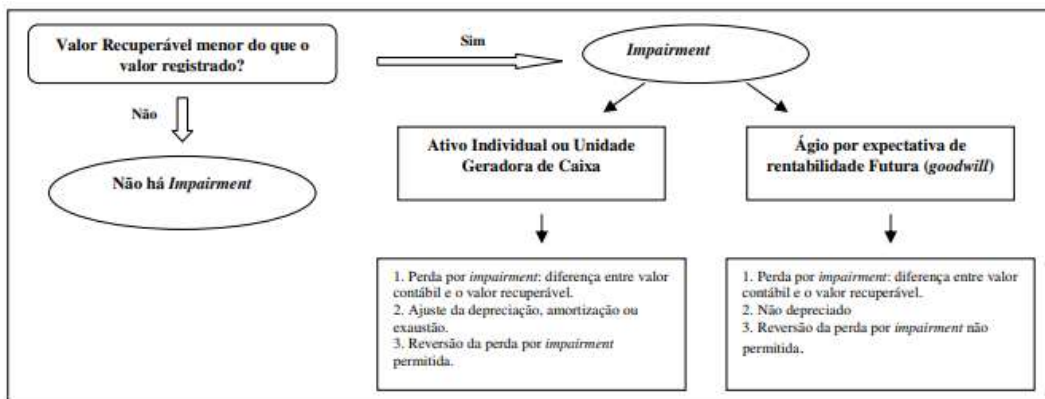 Valor Recuperável menor do que o
valor registrado?
Sim
Impairment
Não
Não há Impairment
Ativo Individual ou Unidade
Geradora de Caixa
Ágio por expectativa de
rentabilidade Futura (goodwill)
1. Perda por impairment: diferença entre valor
contábil e o valor recuperável.
2. Ajuste da depreciação, amortização ou
exaustão.
3. Reversão da perda por impairment
permitida.
1. Perda por impairment: diferença entre valor
contábil e o valor recuperável.
2. Não depreciado
3. Reversão da perda por impairment não
permitida.